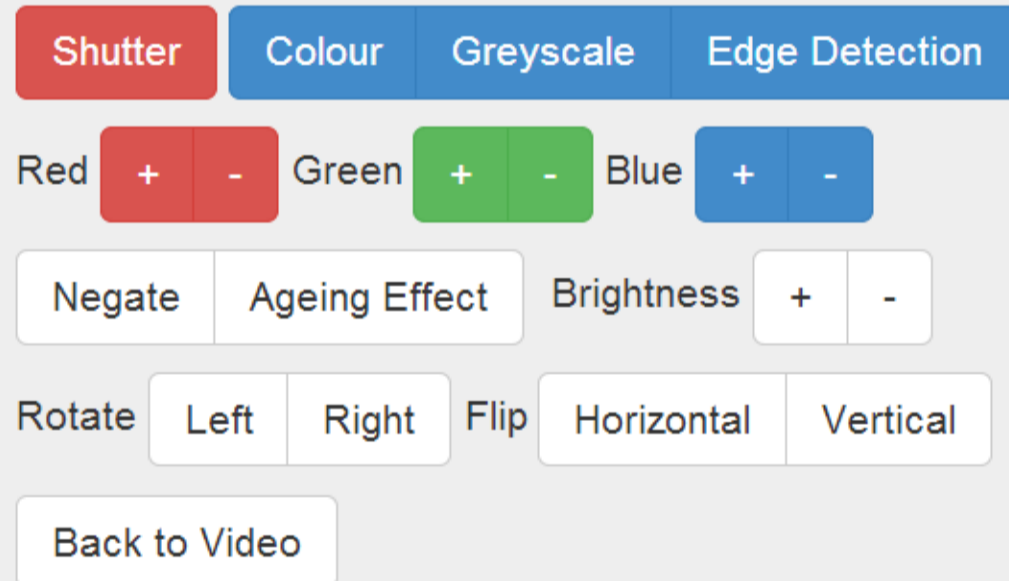 Shutter Colour Greyscale Edge Detection
Red + - Green + - Blue + -
Negate Ageing Effect Brightness + -
Rotate Left Right Flip Horizontal Vertical
Back to Video